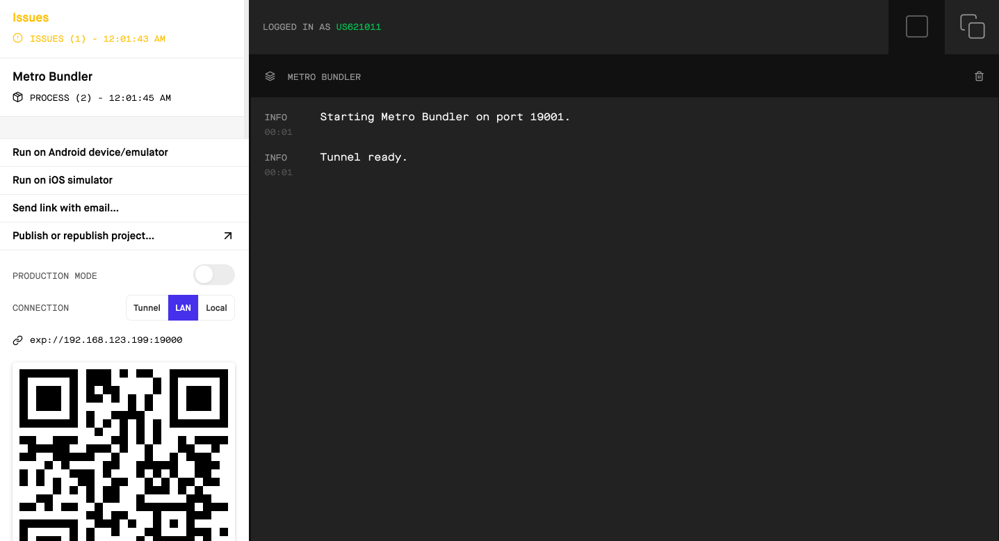 Issues
ISSUES (1) - 12:01:43 AM
Metro Bundler
PROCESS (2) - 12:01:45 AM
Run on Android device/emulator
Run on iOS simulator
Send link with email…
Publish or republish project…
PRODUCTION MODE
CONNECTION Tunnel LAN Local
exp://192.168.123.199:19000
LOGGED IN AS US621011
METRO BUNDLER
INFO Starting Metro Bundler on port 19001.
00:01
INFO Tunnel ready.
00:01